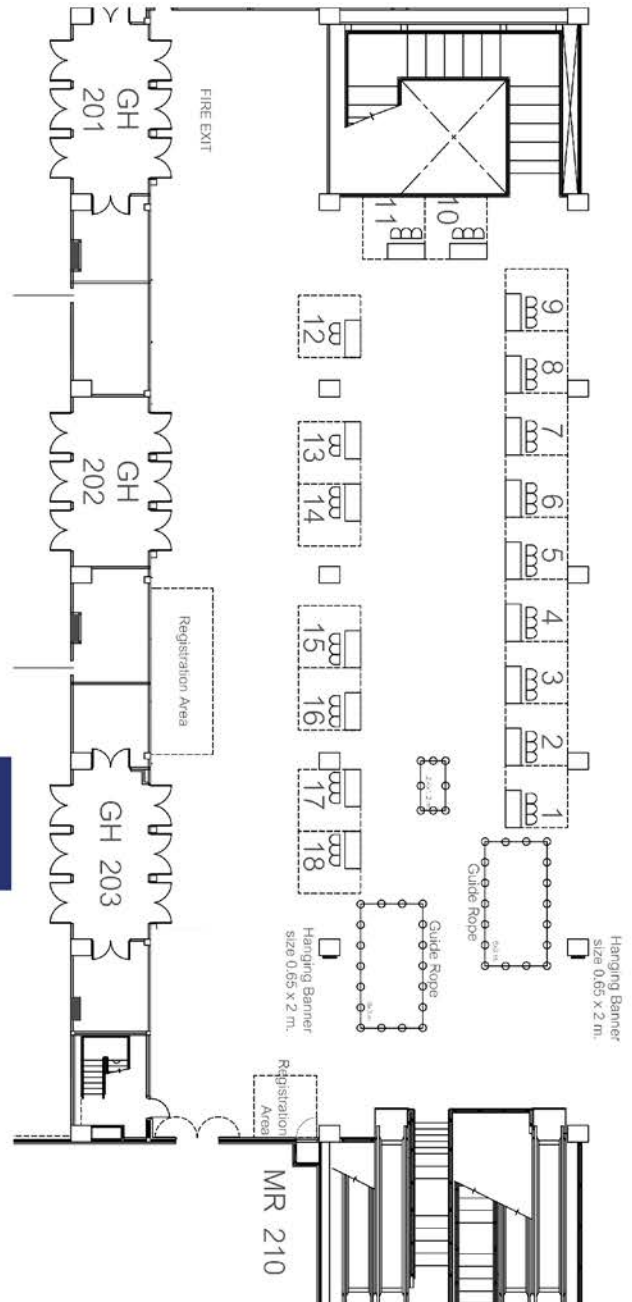 GH
201
FIRE EXIT
11
10
9
12
8
7
13
GH
202
6
14
5
4
Registration Area
15
3
16
2
17
1
GH 203
18
Guide Rope
Guide Rope
Hanging Banner
size 0.65 x 2 m.
Hanging Banner
size 0.65 x 2 m.
Registration
Area
MR 210